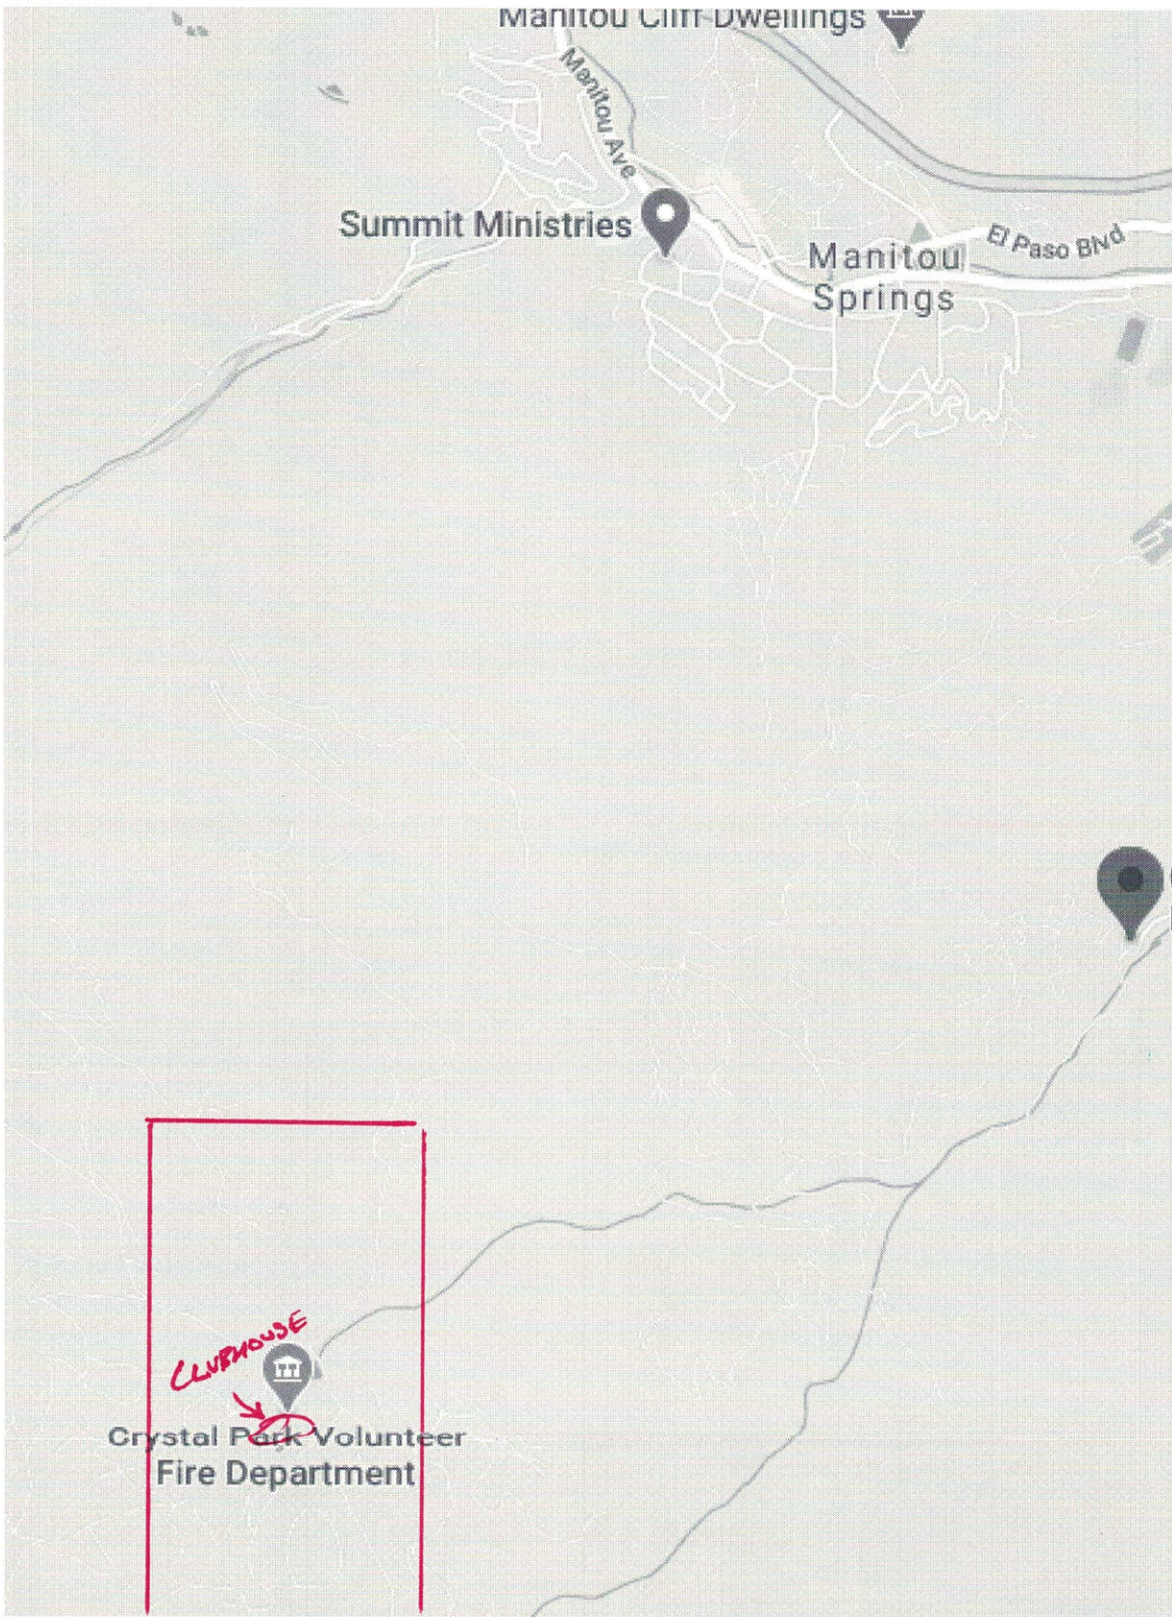 Manitou Cliff Dwellings
Manitou Ave
Summit Ministries
El Paso Blvd
Manitou
Springs
CLUBHOUSE
Crystal Park Volunteer
Fire Department